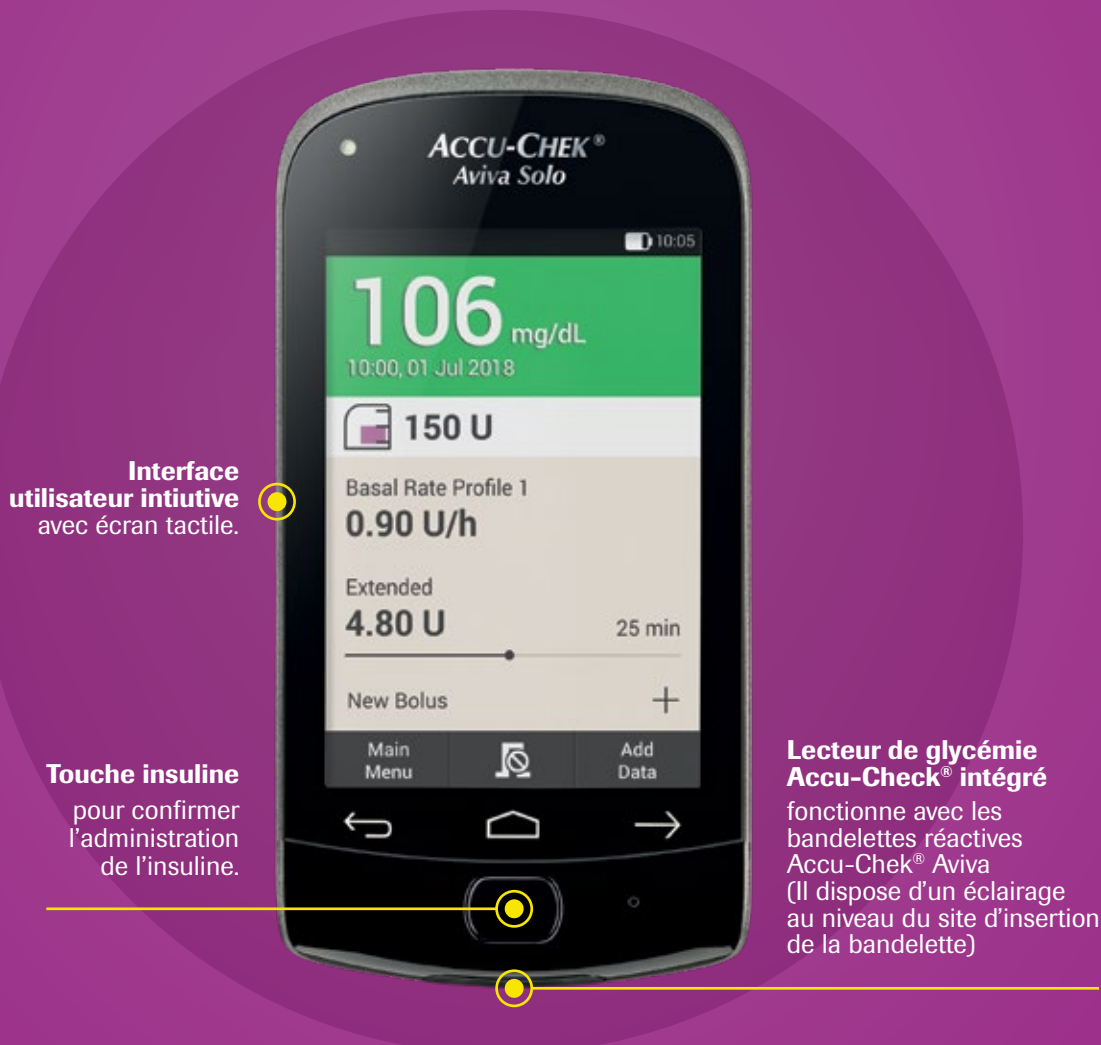 ACCU-CHEK®
Aviva Solo
10:05
106 mg/dL
10:00, 01 Jul 2018
150 U
Basal Rate Profile 1
0.90 U/h
Extended
4.80 U
25 min
New Bolus
+
Main
Menu
Add
Data
Interface
utilisateur intiutive
avec écran tactile.
Touche insuline
pour confirmer
l'administration
de l'insuline.
Lecteur de glycémie
Accu-Check® intégré
fonctionne avec les
bandelettes réactives
Accu-Chek® Aviva
(Il dispose d'un éclairage
au niveau du site d'insertion
de la bandelette)